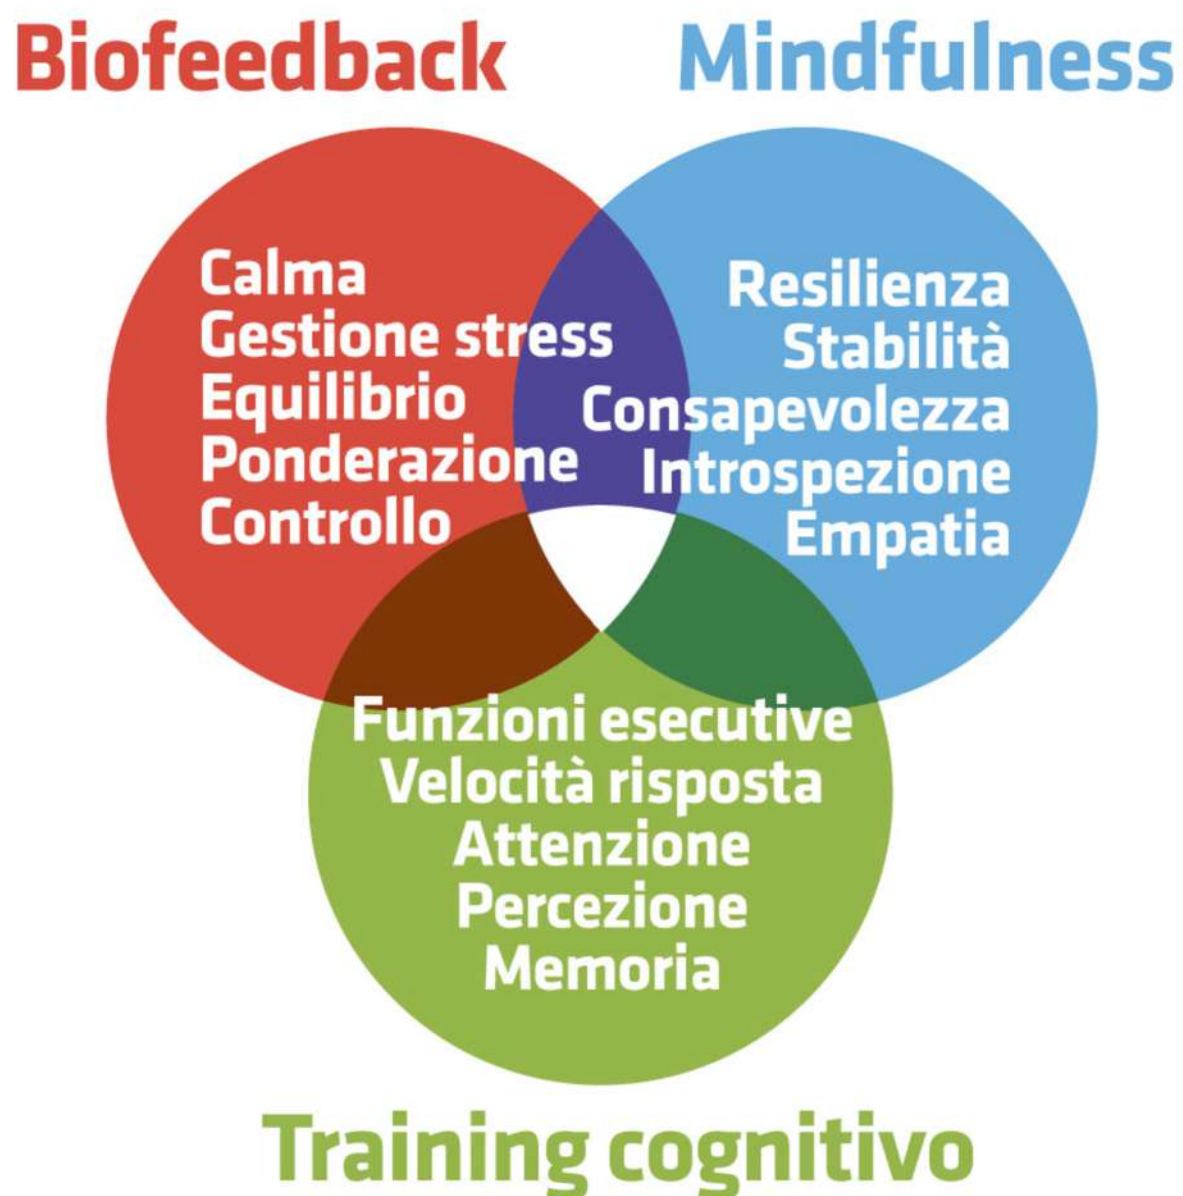 Biofeedback
Mindfulness
Calma
Gestione stress
Equilibrio
Ponderazione
Controllo
Resilienza
Stabilità
Consapevolezza
Introspezione
Empatia
Funzioni esecutive
Velocità risposta
Attenzione
Percezione
Memoria
Training cognitivo